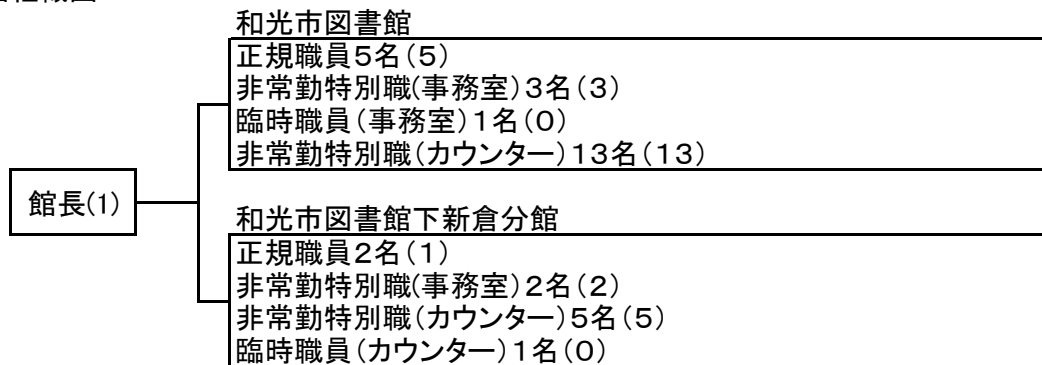 和光市図書館
正規職員5名(5)
非常勤特別職(事務室)3名(3)
臨時職員(事務室)1名(0)
非常勤特別職(カウンター)13名(13)
館長(1)
和光市図書館下新倉分館
正規職員2名(1)
非常勤特別職(事務室)2名(2)
非常勤特別職(カウンター)5名(5)
臨時職員(カウンター)1名(0)